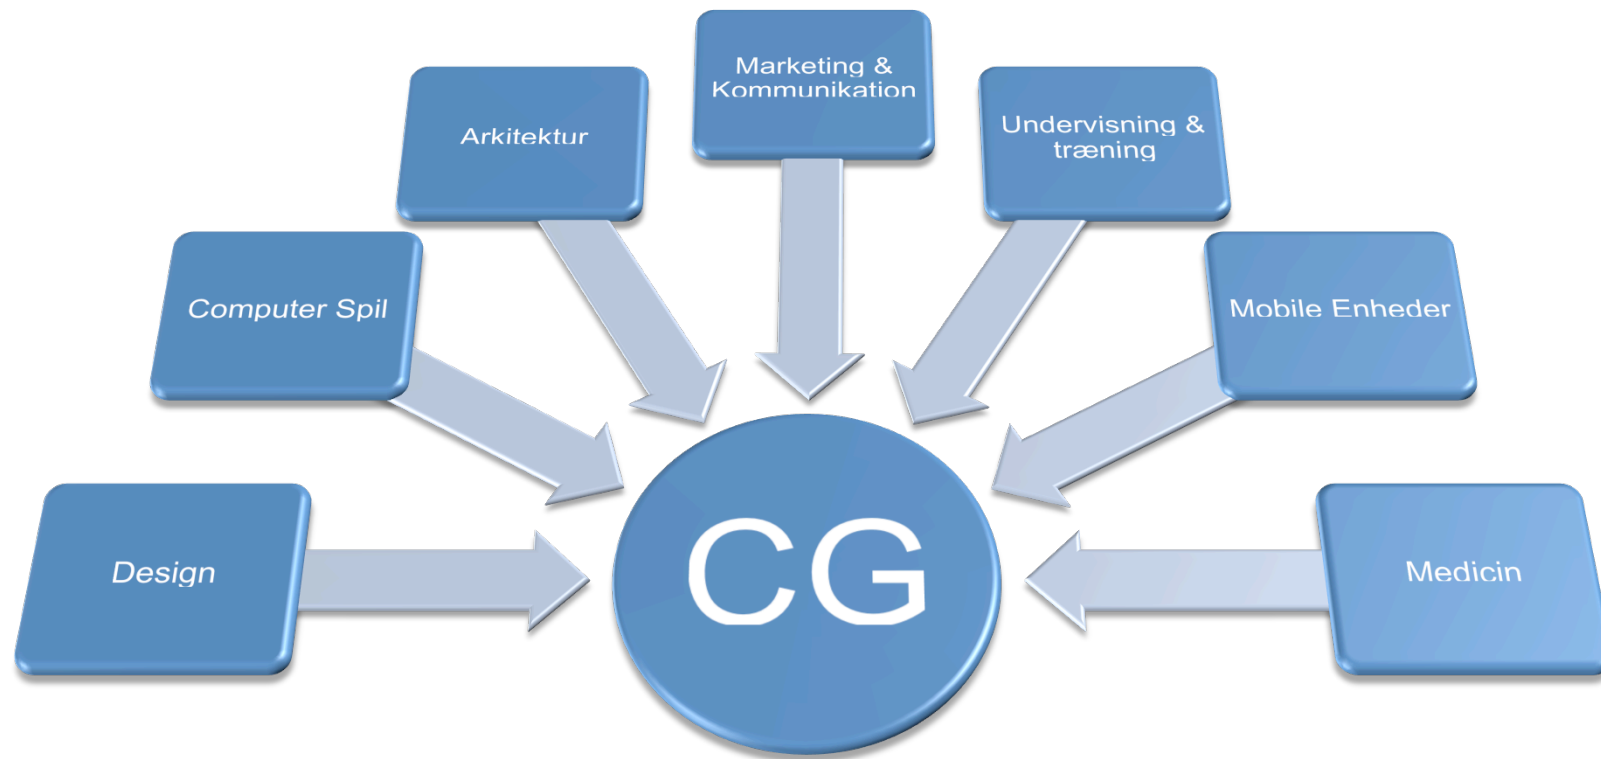 Marketing &
Kommunikation
Arkitektur
Undervisning &
træning
Computer Spil
Mobile Enheder
Design
CG
Medicin